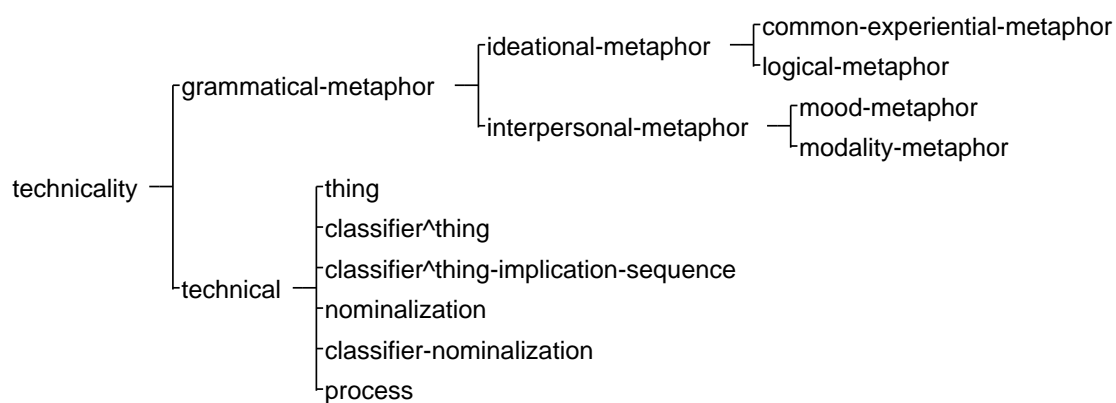 common-experiential-metaphor
ideational-metaphor
logical-metaphor
grammatical-metaphor
mood-metaphor
interpersonal-metaphor
modality-metaphor
technicality
thing
classifier^thing
classifier^thing-implication-sequence
technical
nominalization
classifier-nominalization
process